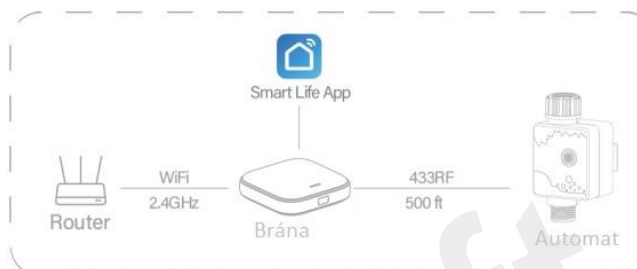 Smart Life App
WiFi
2.4GHz
433RF
500 ft
Router
Brána
Automat